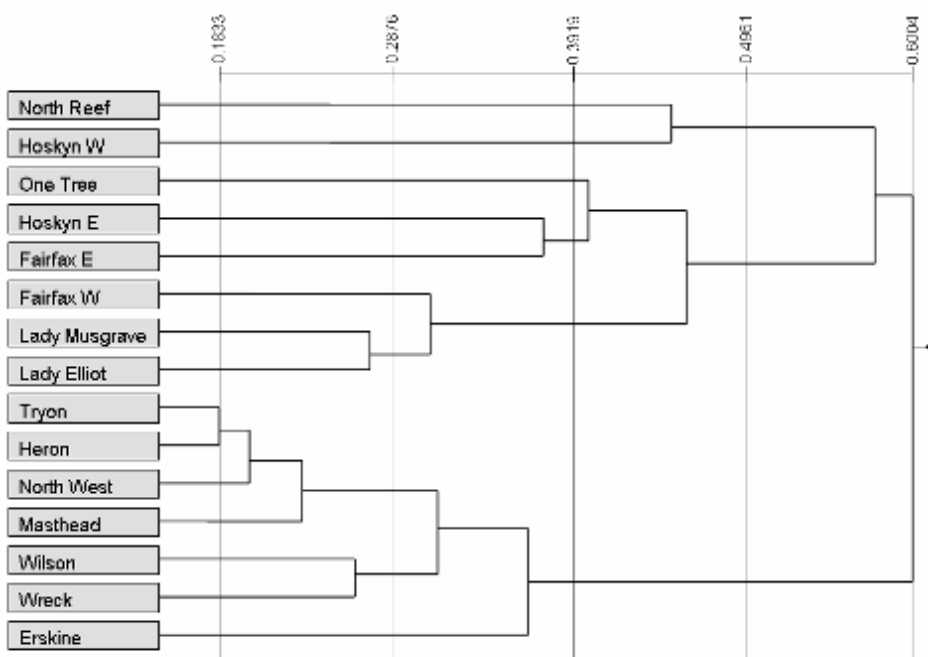 0.1833
0.2876
0.3919
0.4961
0.6004
North Reef
Hoskyn W
One Tree
Hoskyn E
Fairfax E
Fairfax W
Lady Musgrave
Lady Elliot
Tryon
Heron
North West
Masthead
Wilson
Wreck
Erskine